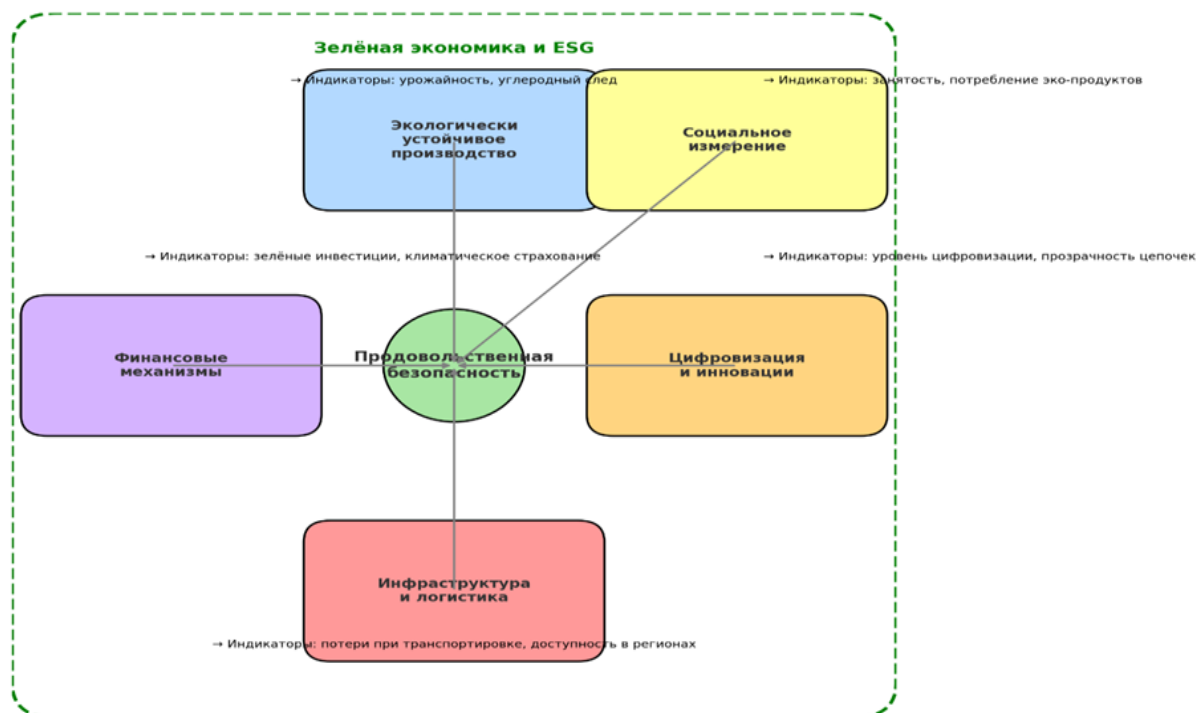 Зелёная экономика и ESG
→ Индикаторы: урожайность, углеродный след
→ Индикаторы: занятость, потребление эко-продуктов
Экологически
устойчивое
производство
Социальное
измерение
→ Индикаторы: зелёные инвестиции, климатическое страхование
→ Индикаторы: уровень цифровизации, прозрачность цепочек
Финансовые
механизмы
Продовольственная
безопасность
Цифровизация
и инновации
Инфраструктура
и логистика
→ Индикаторы: потери при транспортировке, доступность в регионах